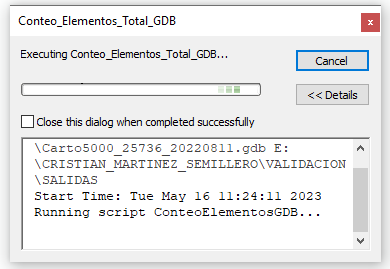 Conteo_Elementos_Total_GDB
x
Executing Conteo_Elementos_Total_GDB...
Cancel
<< Details
Close this dialog when completed successfully
\Carto5000_25736_20220811.gdb E:
\CRISTIAN_MARTINEZ_SEMILLERO\VALIDACION
\SALIDAS
Start Time: Tue May 16 11:24:11 2023
Running script ConteoElementosGDB...